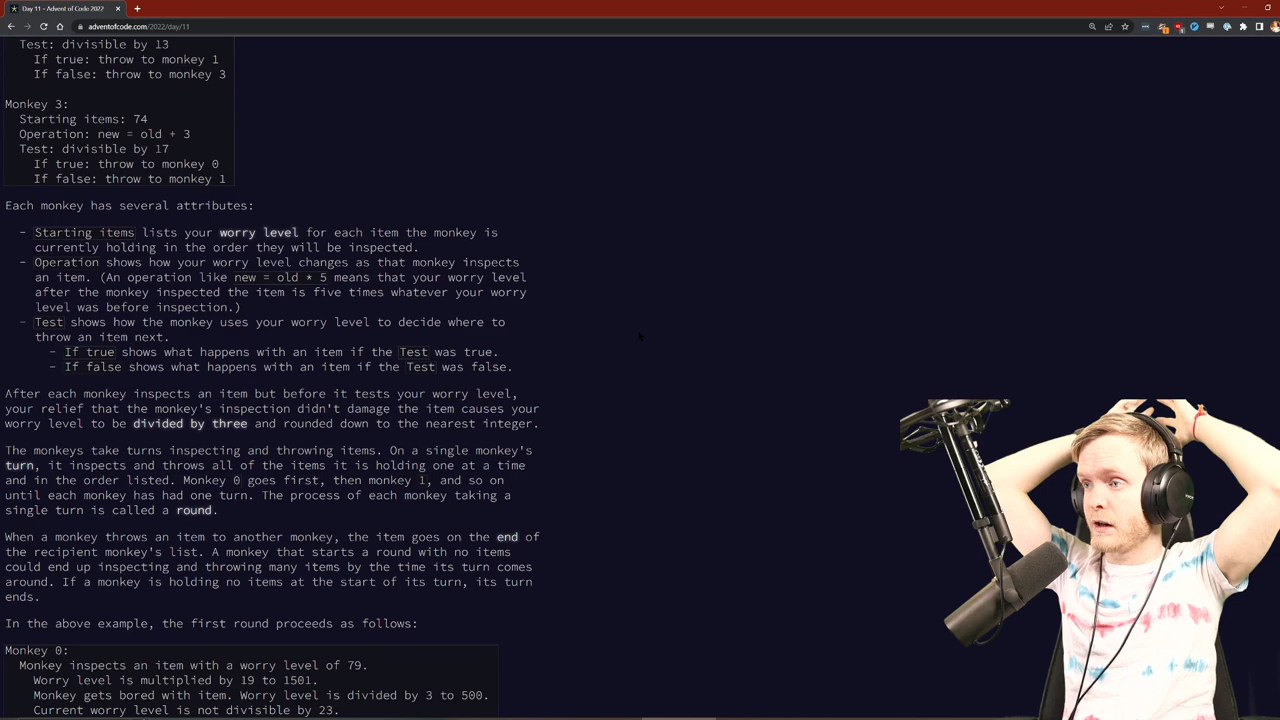 Day 11 - Advent of Code 2022
adventofcode.com/2022/day/11
Test: divisible by 13
If true: throw to monkey 1
If false: throw to monkey 3
Monkey 3:
Starting items: 74
Operation: new = old + 3
Test: divisible by 17
If true: throw to monkey 0
If false: throw to monkey 1
Each monkey has several attributes:
- Starting items lists your worry level for each item the monkey is
currently holding in the order they will be inspected.
- Operation shows how your worry level changes as that monkey inspects
an item. (An operation like new = old * 5 means that your worry level
after the monkey inspected the item is five times whatever your worry
level was before inspection.)
- Test shows how the monkey uses your worry level to decide where to
throw an item next.
- If true shows what happens with an item if the Test was true.
- If false shows what happens with an item if the Test was false.
After each monkey inspects an item but before it tests your worry level,
your relief that the monkey's inspection didn't damage the item causes your
worry level to be divided by three and rounded down to the nearest integer.
The monkeys take turns inspecting and throwing items. On a single monkey's
turn, it inspects and throws all of the items it is holding one at a time
and in the order listed. Monkey 0 goes first, then monkey 1, and so on
until each monkey has had one turn. The process of each monkey taking a
single turn is called a round.
When a monkey throws an item to another monkey, the item goes on the end of
the recipient monkey's list. A monkey that starts a round with no items
could end up inspecting and throwing many items by the time its turn comes
around. If a monkey is holding no items at the start of its turn, its turn
ends.
In the above example, the first round proceeds as follows:
Monkey 0:
Monkey inspects an item with a worry level of 79.
Worry level is multiplied by 19 to 1501.
Monkey gets bored with item. Worry level is divided by 3 to 500.
Current worry level is not divisible by 23.